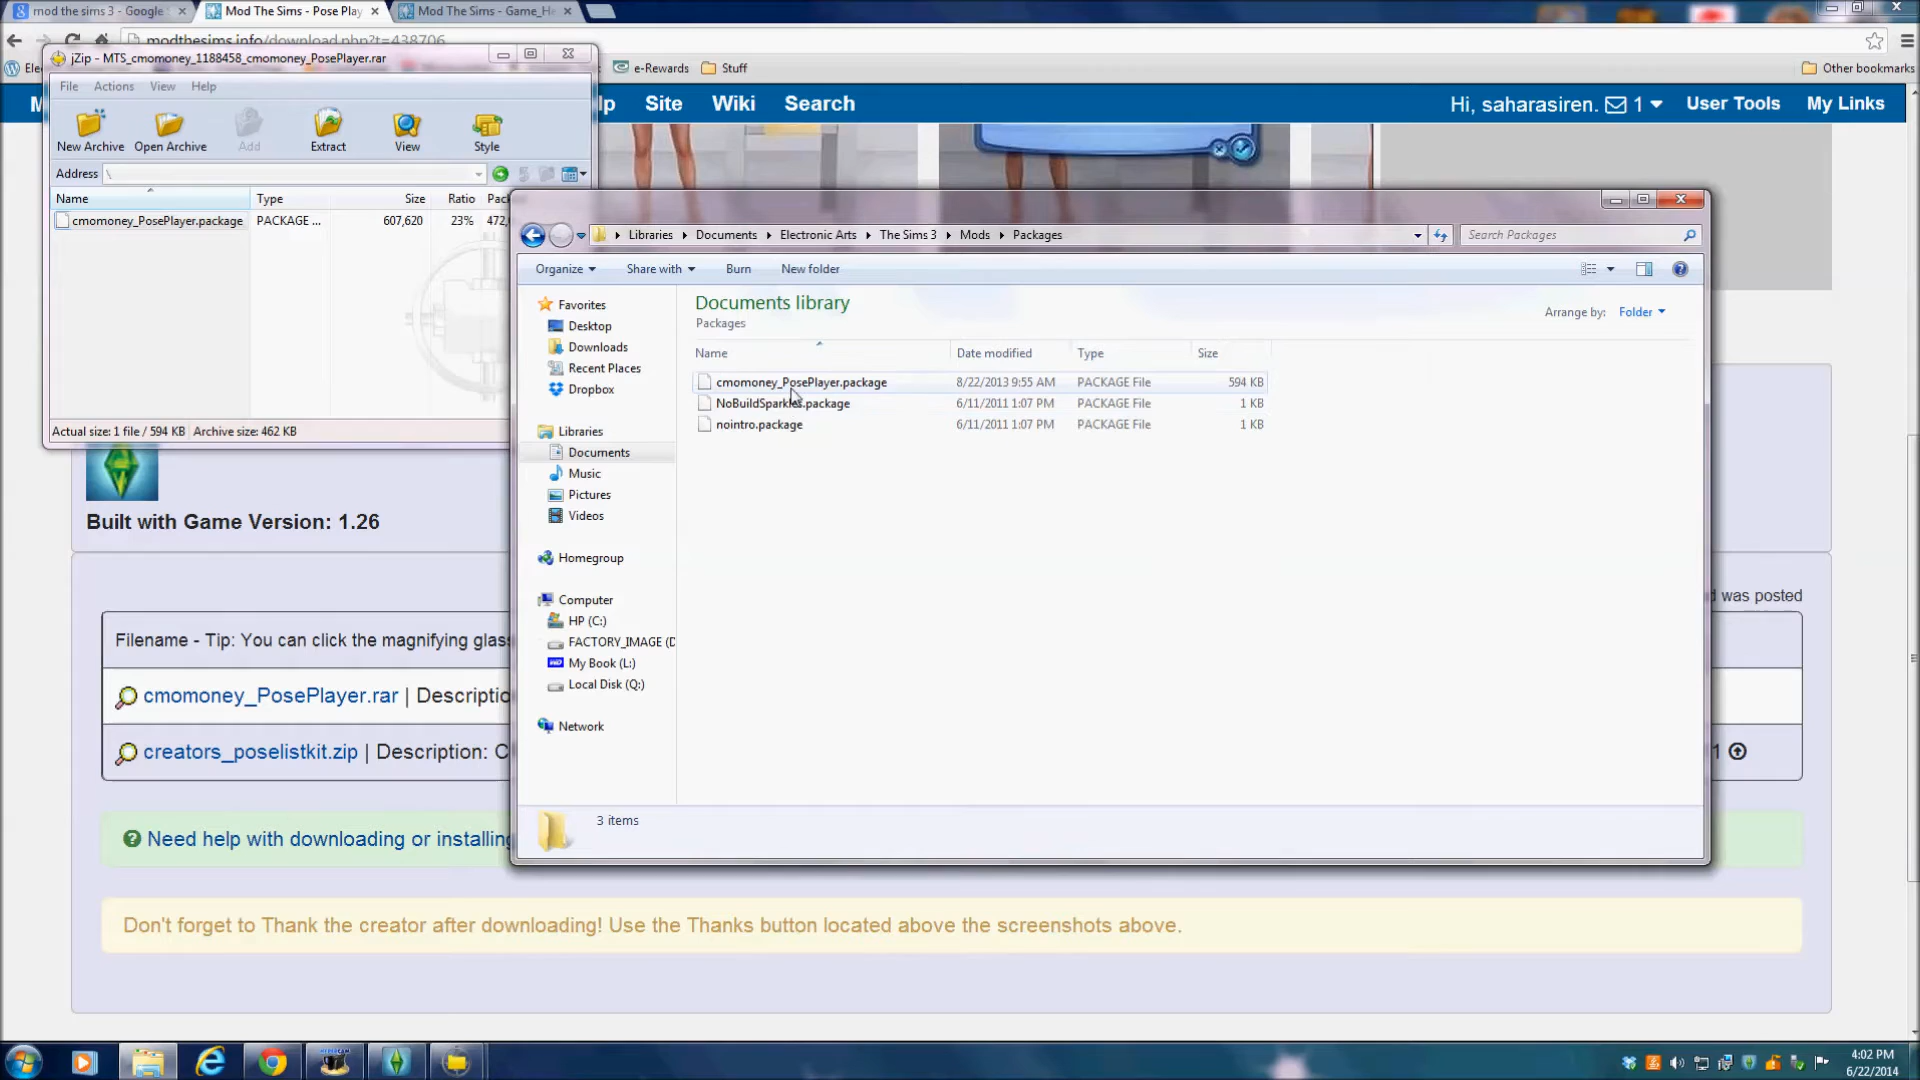 mod the sims 3 - Google
Mod The Sims - Pose Play
Mod The Sims - Game_He
modthesims.info/download.php?t=438706
e-Rewards
Stuff
Other bookmarks
Site
Wiki
Search
Hi, saharasiren.
1
User Tools
My Links
jZip - MTS_cmomoney_1188458_cmomoney_PosePlayer.rar
File Actions View Help
New Archive Open Archive Add Extract View Style
Address \
Name Type Size Ratio
cmomoney_PosePlayer.package PACKAGE ... 607,620 23% 472,
Actual size: 1 file / 594 KB Archive size: 462 KB
Libraries Documents Electronic Arts The Sims 3 Mods Packages
Search Packages
Organize Share with Burn New folder
Documents library
Packages
Arrange by: Folder
Name Date modified Type Size
cmomoney_PosePlayer.package 8/22/2013 9:55 AM PACKAGE File 594 KB
NoBuildSparkles.package 6/11/2011 1:07 PM PACKAGE File 1 KB
nointro.package 6/11/2011 1:07 PM PACKAGE File 1 KB
Favorites
Desktop
Downloads
Recent Places
Dropbox
Libraries
Documents
Music
Pictures
Videos
Homegroup
Computer
HP (C:)
FACTORY_IMAGE (D
My Book (L:)
Local Disk (Q:)
Network
3 items
Built with Game Version: 1.26
d was posted
Filename - Tip: You can click the magnifying glass
cmomoney_PosePlayer.rar | Descriptio
creators_poselistkit.zip | Description: C
1
Need help with downloading or installing
Don't forget to Thank the creator after downloading! Use the Thanks button located above the screenshots above.
4:02 PM
6/22/2014